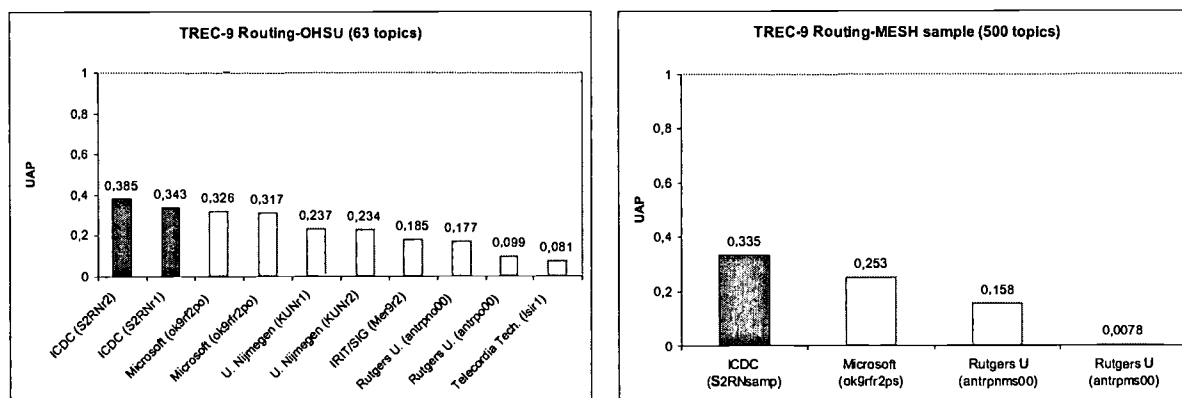 TREC-9 Routing-OHSU (63 topics)
UAP
1
0,8
0,6
0,4
0,2
0
0,385
0,343
0,326
0,317
0,237
0,234
0,185
0,177
0,099
0,081
ICDC (S2RNr2)
ICDC (S2RNr1)
Microsoft (ok9rf2po)
Microsoft (ok9rfr2po)
U. Nijmegen (KUNr1)
U. Nijmegen (KUNr2)
IRIT/SIG (Mer9r2)
Rutgers U. (antrpno00)
Rutgers U. (antrpo00)
Telecordia Tech. (lsir1)
TREC-9 Routing-MESH sample (500 topics)
UAP
1
0,8
0,6
0,4
0,2
0
0,335
0,253
0,158
0,0078
ICDC
(S2RNsamp)
Microsoft
(ok9rfr2ps)
Rutgers U
(antrpnms00)
Rutgers U
(antrpms00)